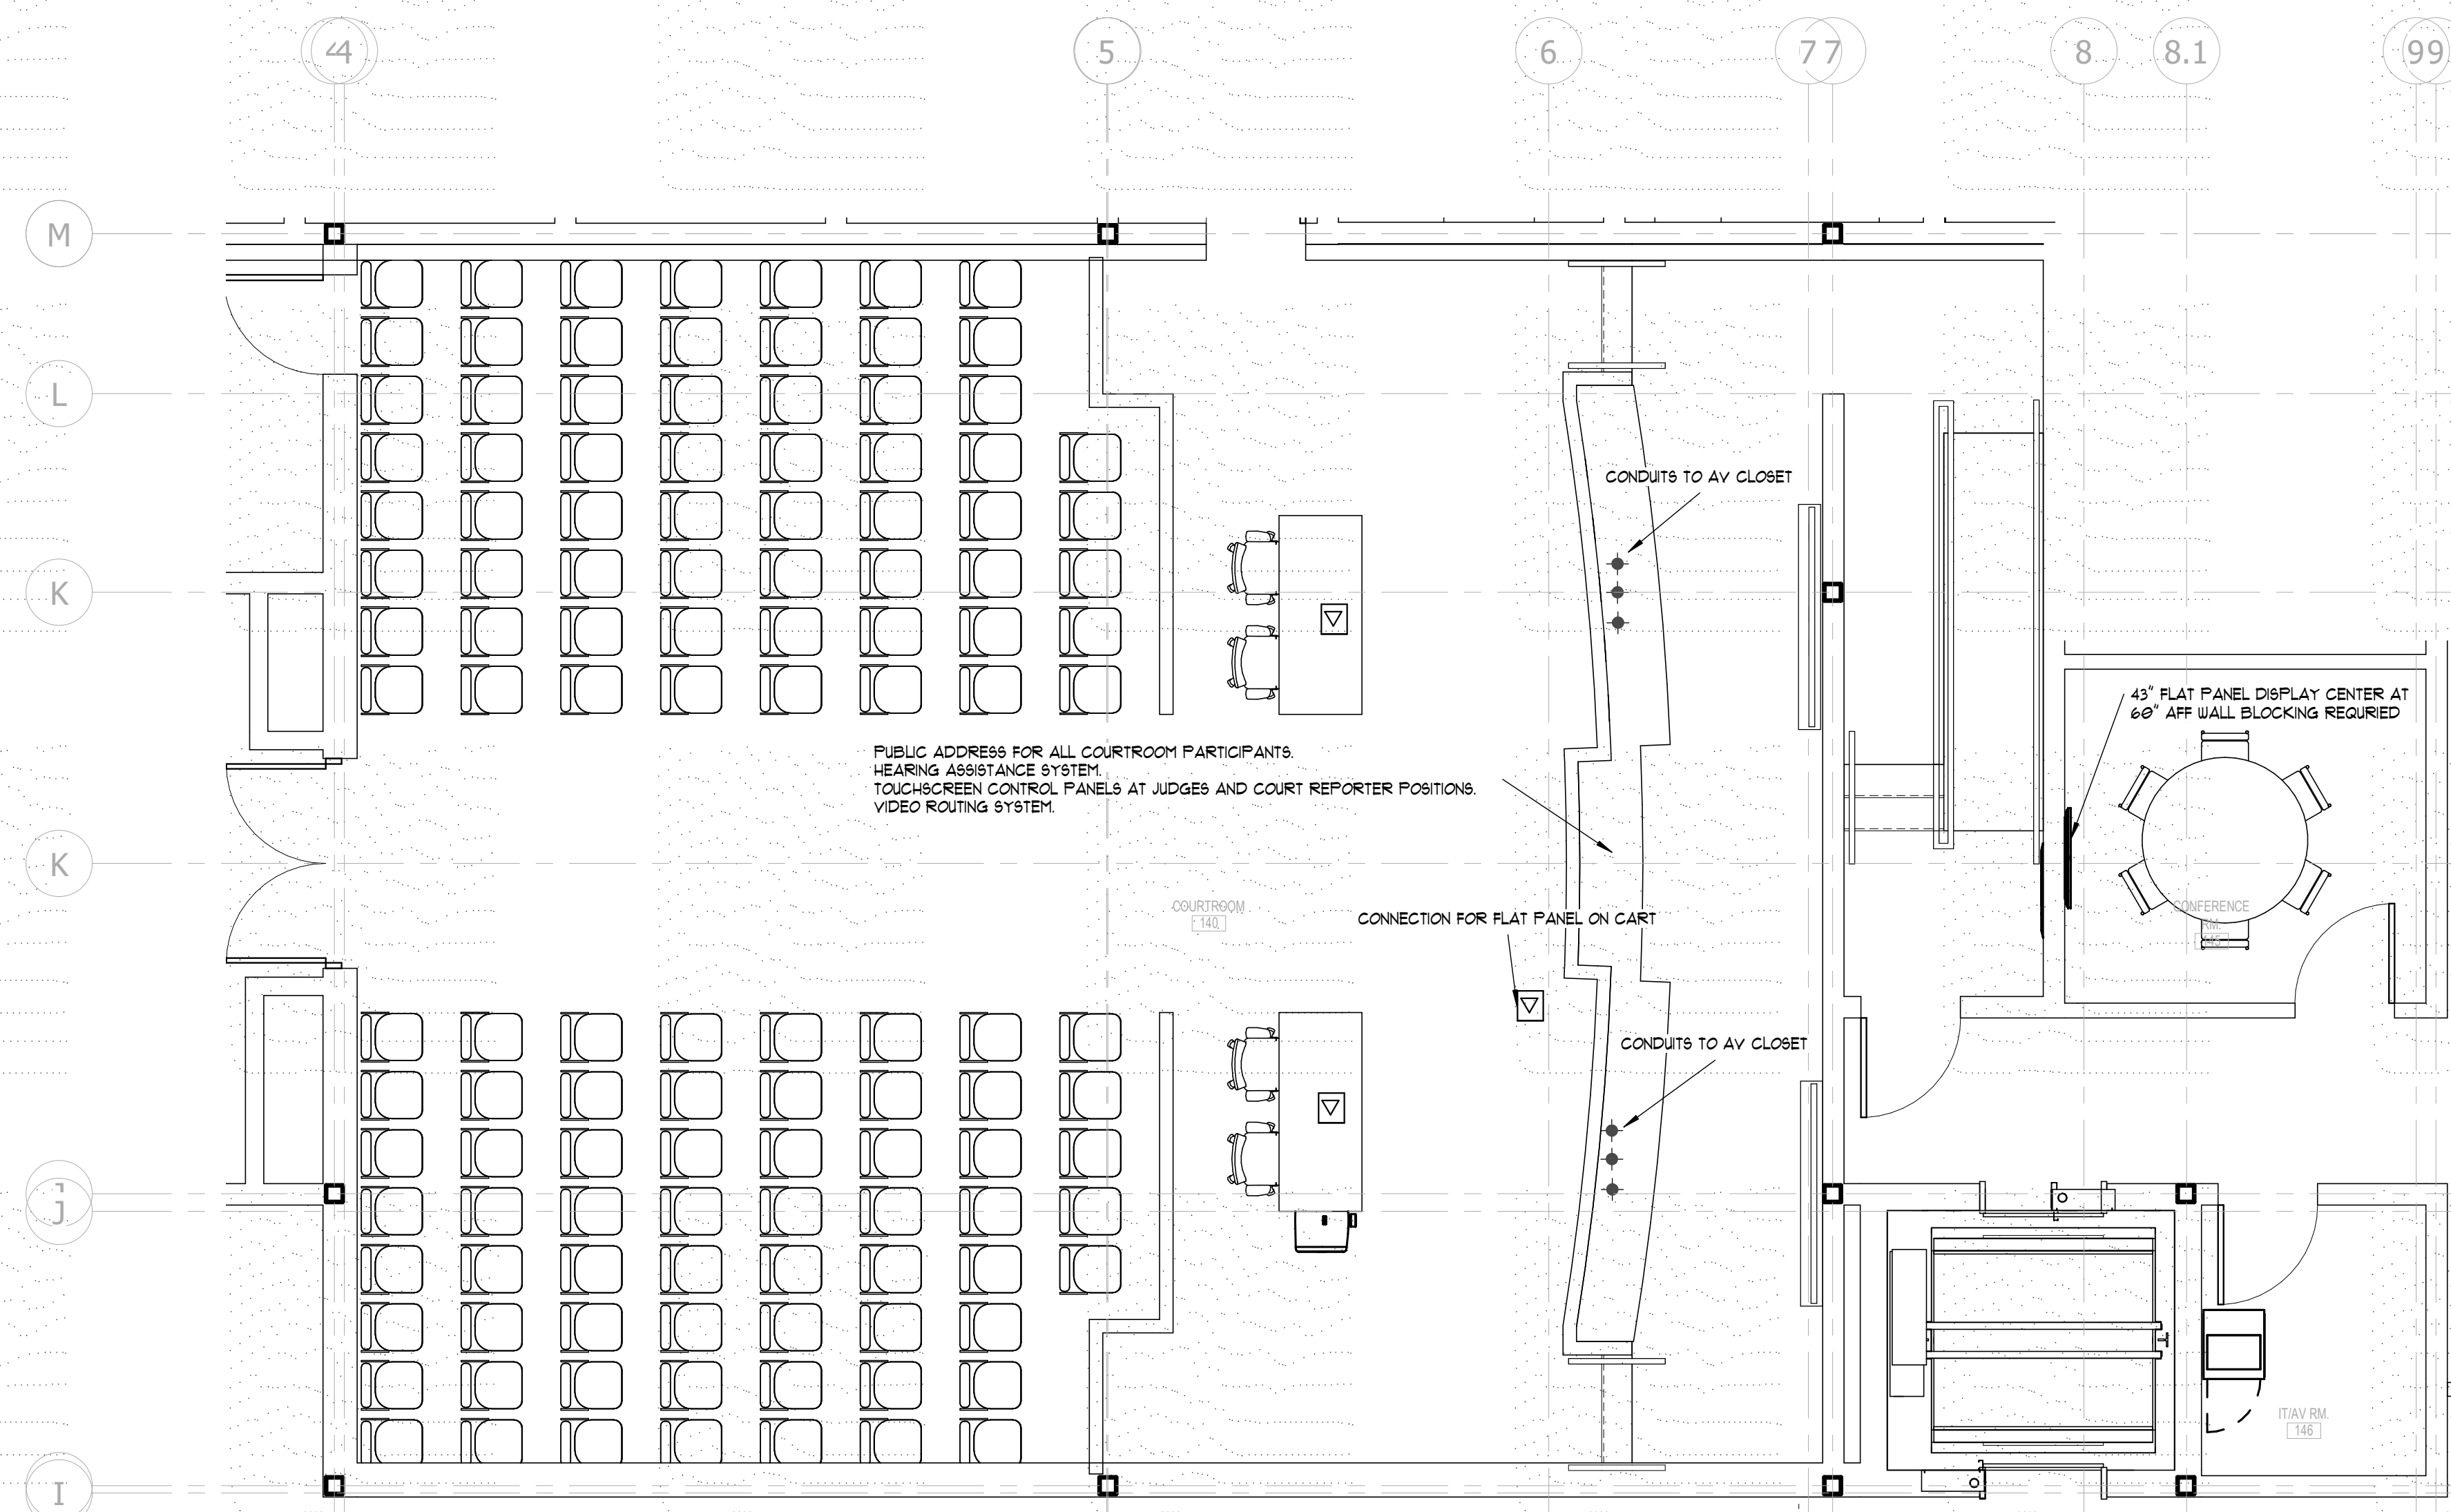 4
4
5
6
7
7
8
8.1
9
9
M
L
CONDUITS TO AV CLOSET
K
43" FLAT PANEL DISPLAY CENTER AT
60" AFF WALL BLOCKING REQURIED
PUBLIC ADDRESS FOR ALL COURTROOM PARTICIPANTS.
HEARING ASSISTANCE SYSTEM.
TOUCHSCREEN CONTROL PANELS AT JUDGES AND COURT REPORTER POSITIONS.
VIDEO ROUTING SYSTEM.
K
COURTROOM
140
CONNECTION FOR FLAT PANEL ON CART
CONFERENCE
RM.
145
CONDUITS TO AV CLOSET
j
IT/AV RM.
146
I